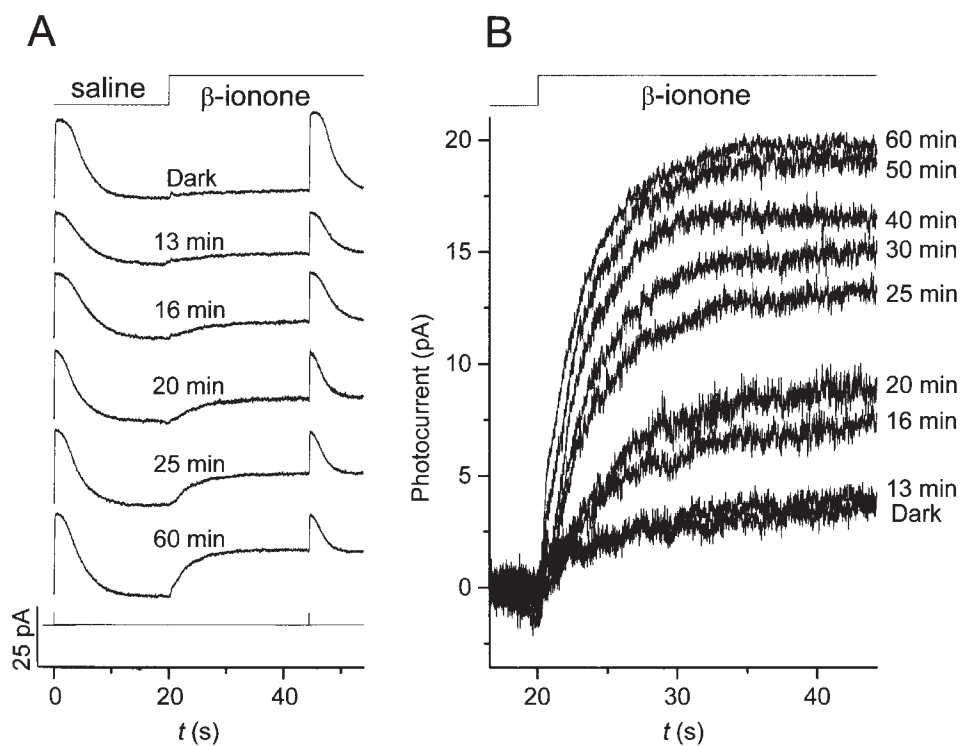 A
saline
β-ionone
Dark
13 min
16 min
20 min
25 min
60 min
25 pA
0
20
40
t (s)
B
β-ionone
Photocurrent (pA)
20
15
10
5
0
60 min
50 min
40 min
30 min
25 min
20 min
16 min
13 min
Dark
20
30
40
t (s)